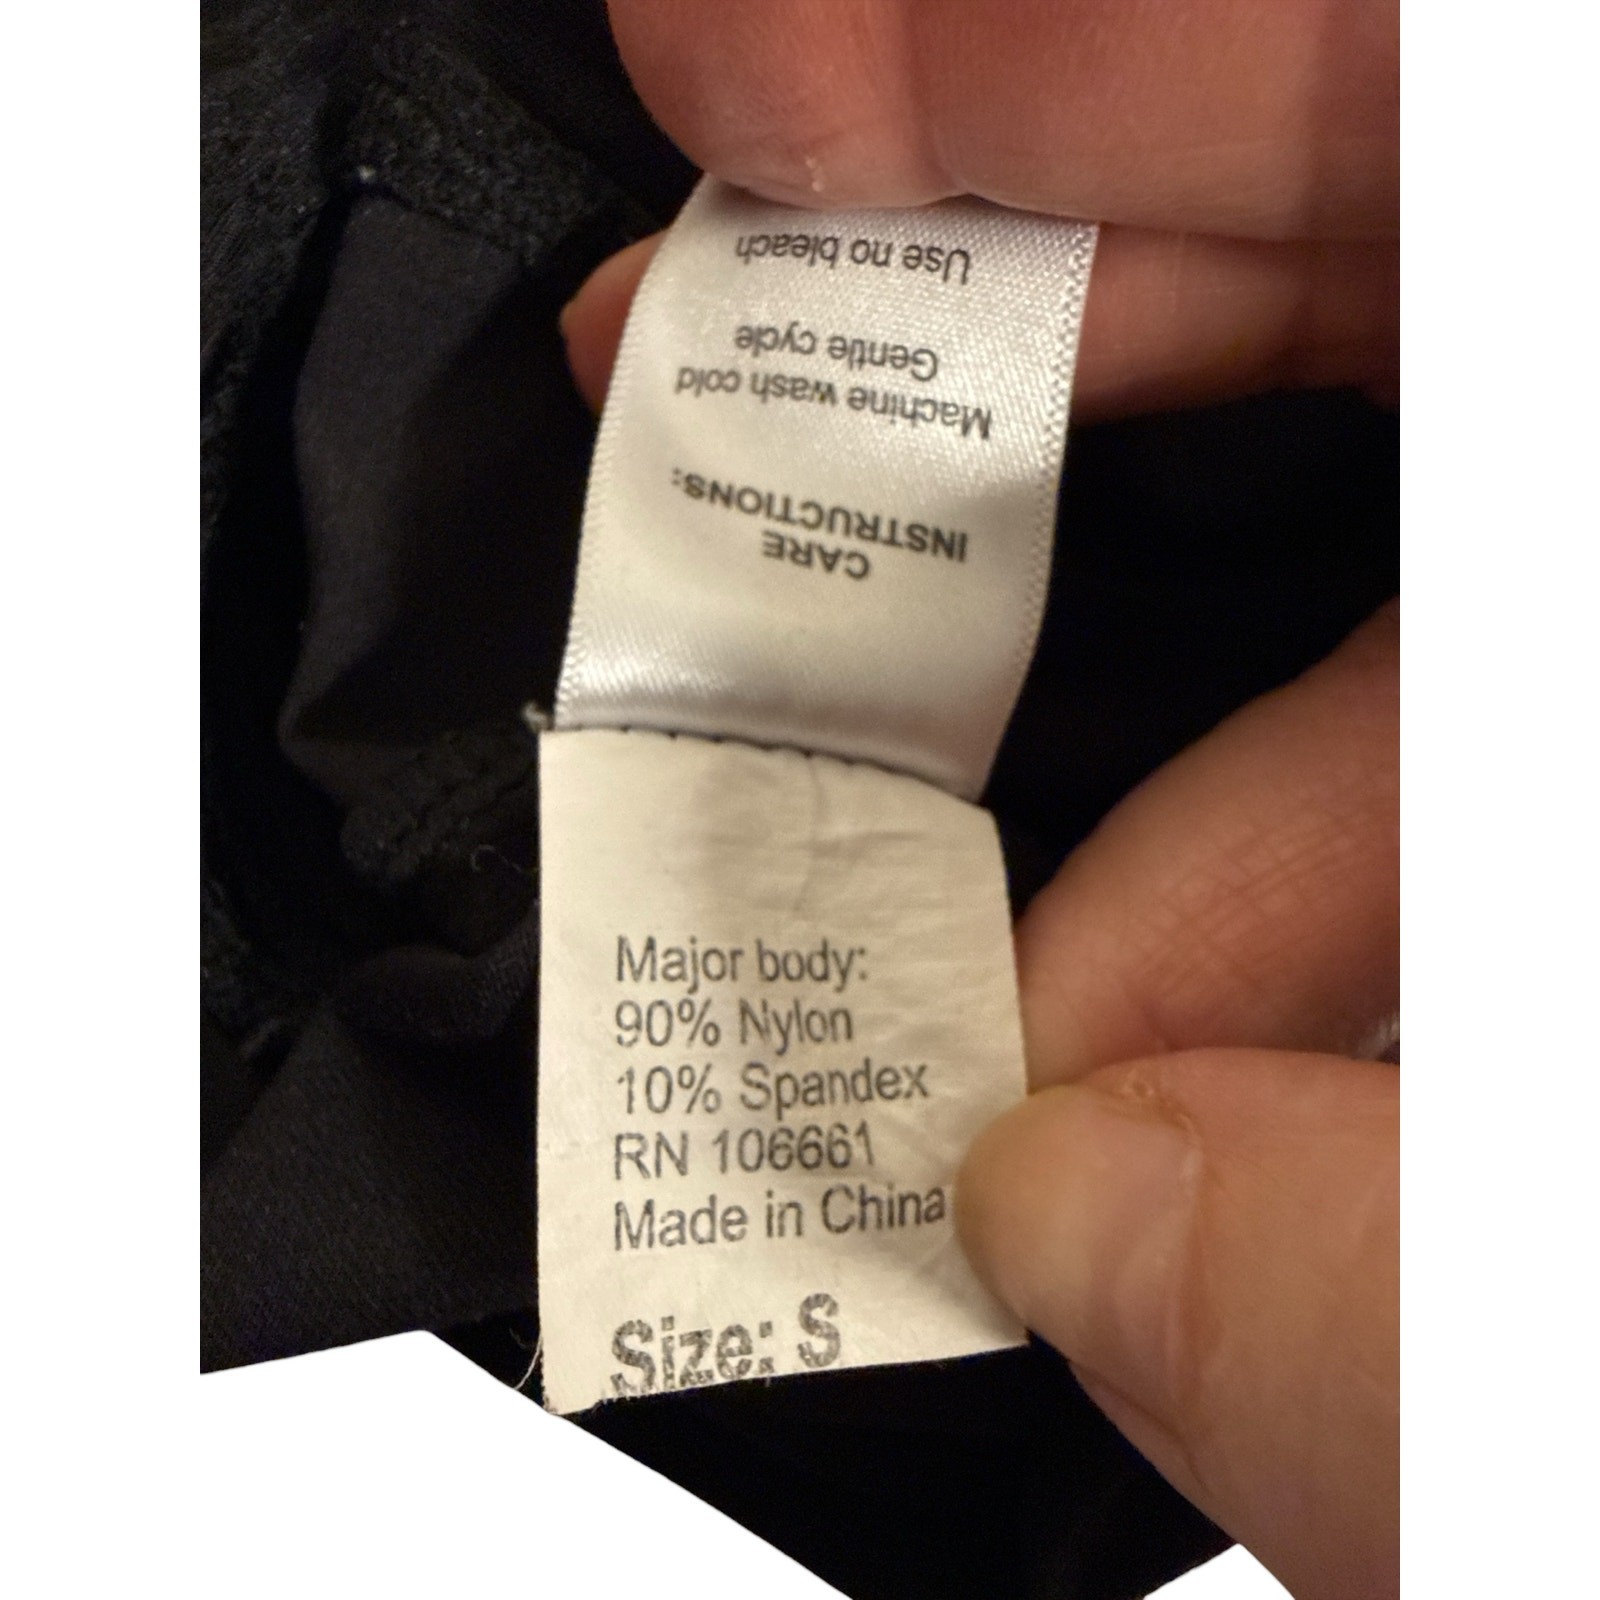 CARE
INSTRUCTIONS:
Machine wash cold
Gentle cycle
Use no bleach
Major body:
90% Nylon
10% Spandex
RN 106661
Made in China
Size: S